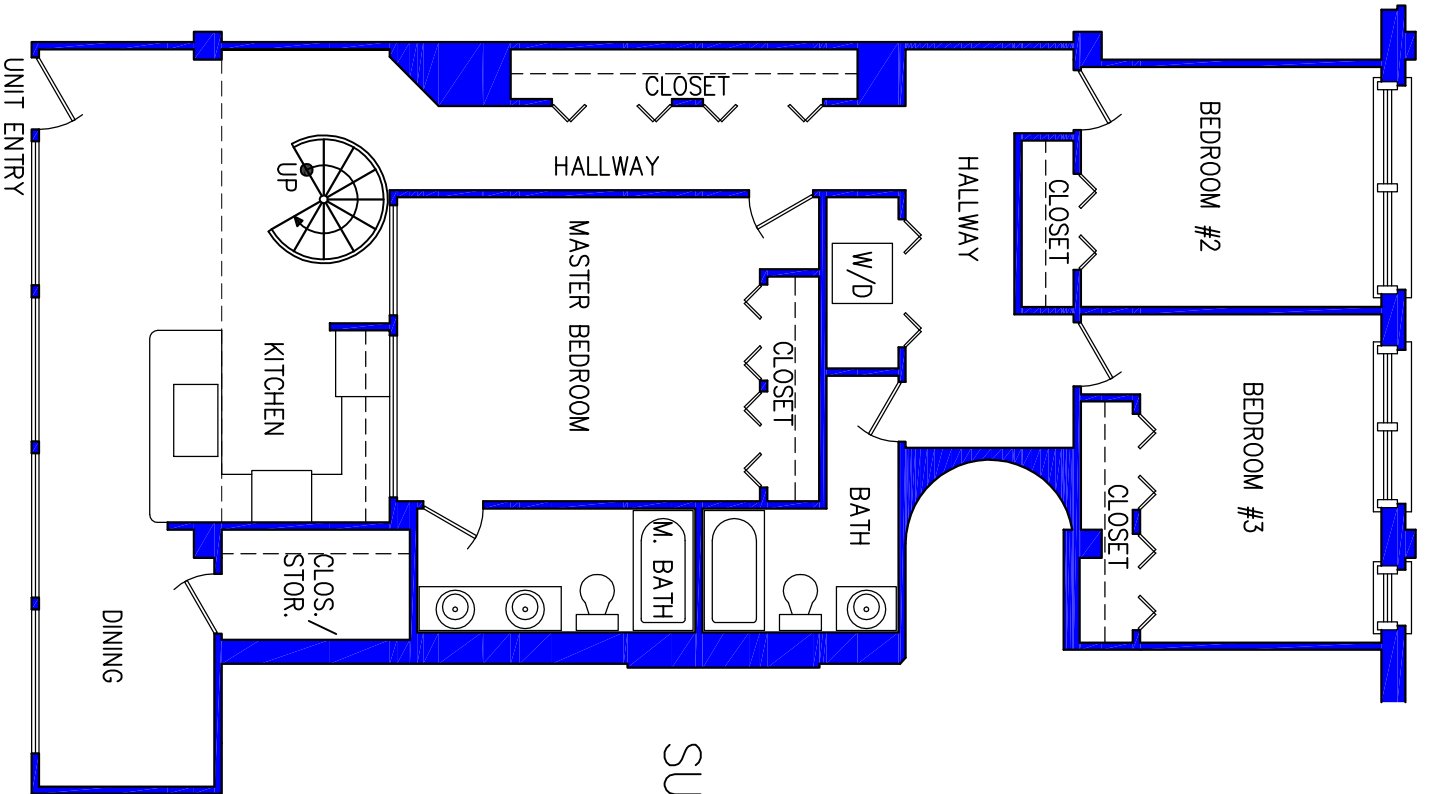 UNIT ENTRY
UP
KITCHEN
DINING
CLOS./
STOR.
CLOSET
HALLWAY
MASTER BEDROOM
CLOSET
M. BATH
W/D
BATH
HALLWAY
CLOSET
BEDROOM #2
BEDROOM #3
CLOSET
SU